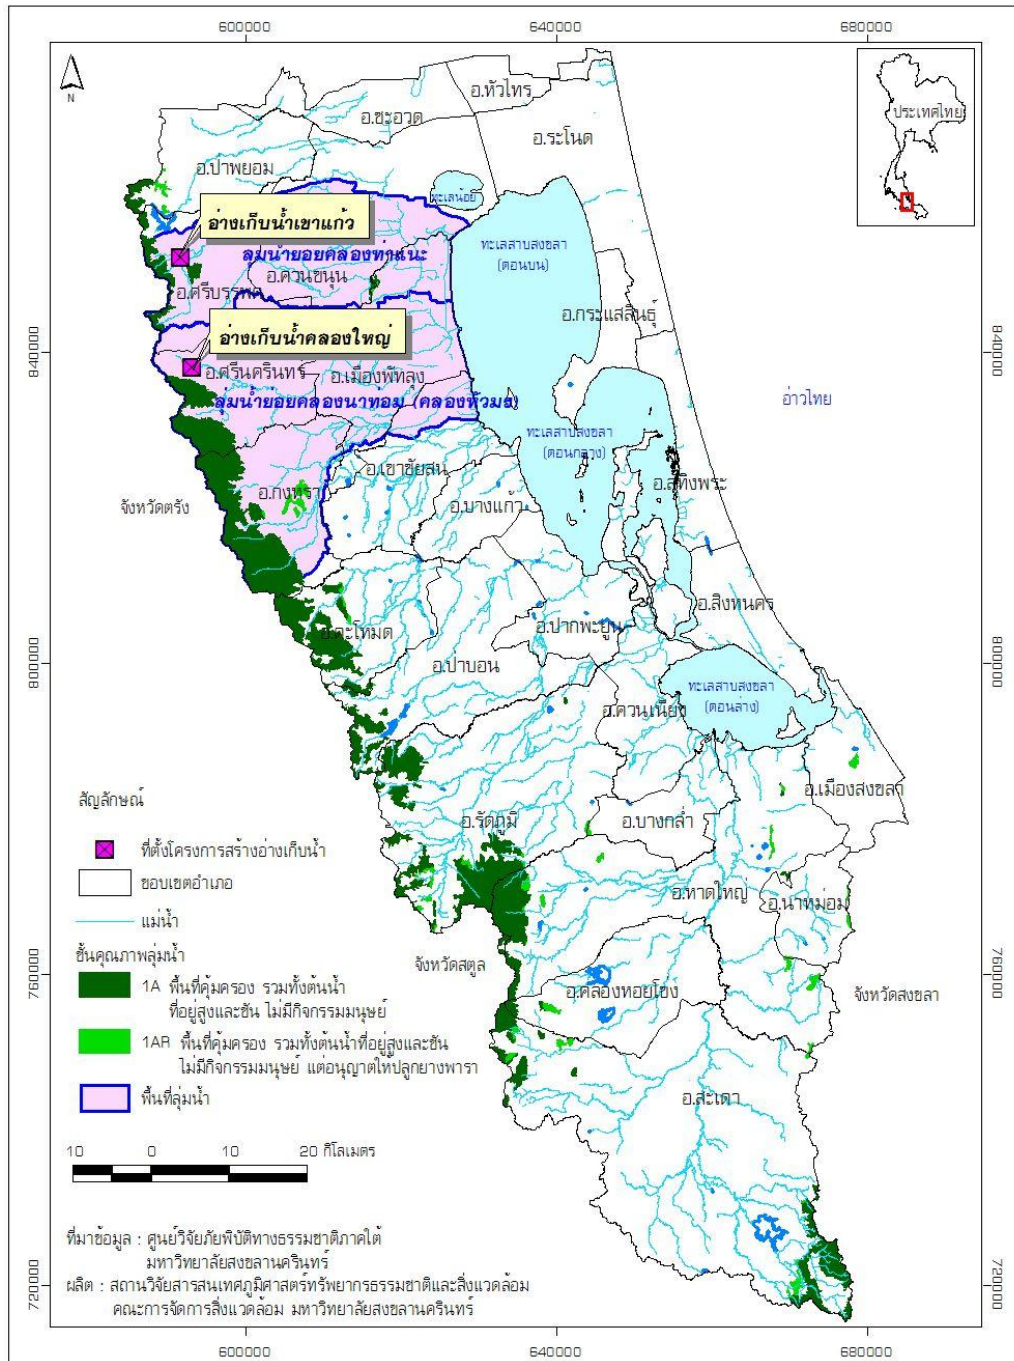 600000
640000
680000
N
อ.หัวไทร
อ.ชะอวด
ประเทศไทย
อ.ระโนด
อ.ป่าพยอม
ทะเลน้อย
อ่างเก็บน้ำเขาแก้ว
ทะเลสาบสงขลา
(ตอนบน)
ลุ่มน้ำย่อยคลองท่าแนะ
อ.ควนขนุน
อ.ศรีบรรพต
อ.กระแสสินธุ์
อ่างเก็บน้ำคลองใหญ่
840000
840000
อ.ศรีนครินทร์
อ.เมืองพัทลุง
อ่าวไทย
ลุ่มน้ำย่อยคลองนาท่อม (คลองหัวมอง)
ทะเลสาบสงขลา
(ตอนกลาง)
อ.เขาชัยสน
อ.สทิงพระ
จังหวัดตรัง
อ.กงหรา
อ.บางแก้ว
อ.สิงหนคร
อ.ตะโหมด
อ.ปากพะยูน
800000
800000
อ.ป่าบอน
ทะเลสาบสงขลา
(ตอนล่าง)
อ.ควนเนียง
สัญลักษณ์
อ.เมืองสงขลา
อ.รัตภูมิ
อ.บางกล่ำ
ที่ตั้งโครงการสร้างอ่างเก็บน้ำ
ขอบเขตอำเภอ
อ.หาดใหญ่
อ.นาหม่อม
แม่น้ำ
ชั้นคุณภาพลุ่มน้ำ
จังหวัดสตูล
760000
760000
1A พื้นที่คุ้มครอง รวมทั้งต้นน้ำ
ที่อยู่สูงและชัน ไม่มีกิจกรรมมนุษย์
อ.คลองหอยโข่ง
จังหวัดสงขลา
1AR พื้นที่คุ้มครอง รวมทั้งต้นน้ำที่อยู่สูงและชัน
ไม่มีกิจกรรมมนุษย์ แต่อนุญาตให้ปลูกยางพารา
พื้นที่ลุ่มน้ำ
อ.สะเดา
10 0 10 20 กิโลเมตร
ที่มาข้อมูล : ศูนย์วิจัยภัยพิบัติทางธรรมชาติภาคใต้
มหาวิทยาลัยสงขลานครินทร์
ผลิต : สถานวิจัยสารสนเทศภูมิศาสตร์ทรัพยากรธรรมชาติและสิ่งแวดล้อม
คณะการจัดการสิ่งแวดล้อม มหาวิทยาลัยสงขลานครินทร์
720000
720000
600000
640000
680000